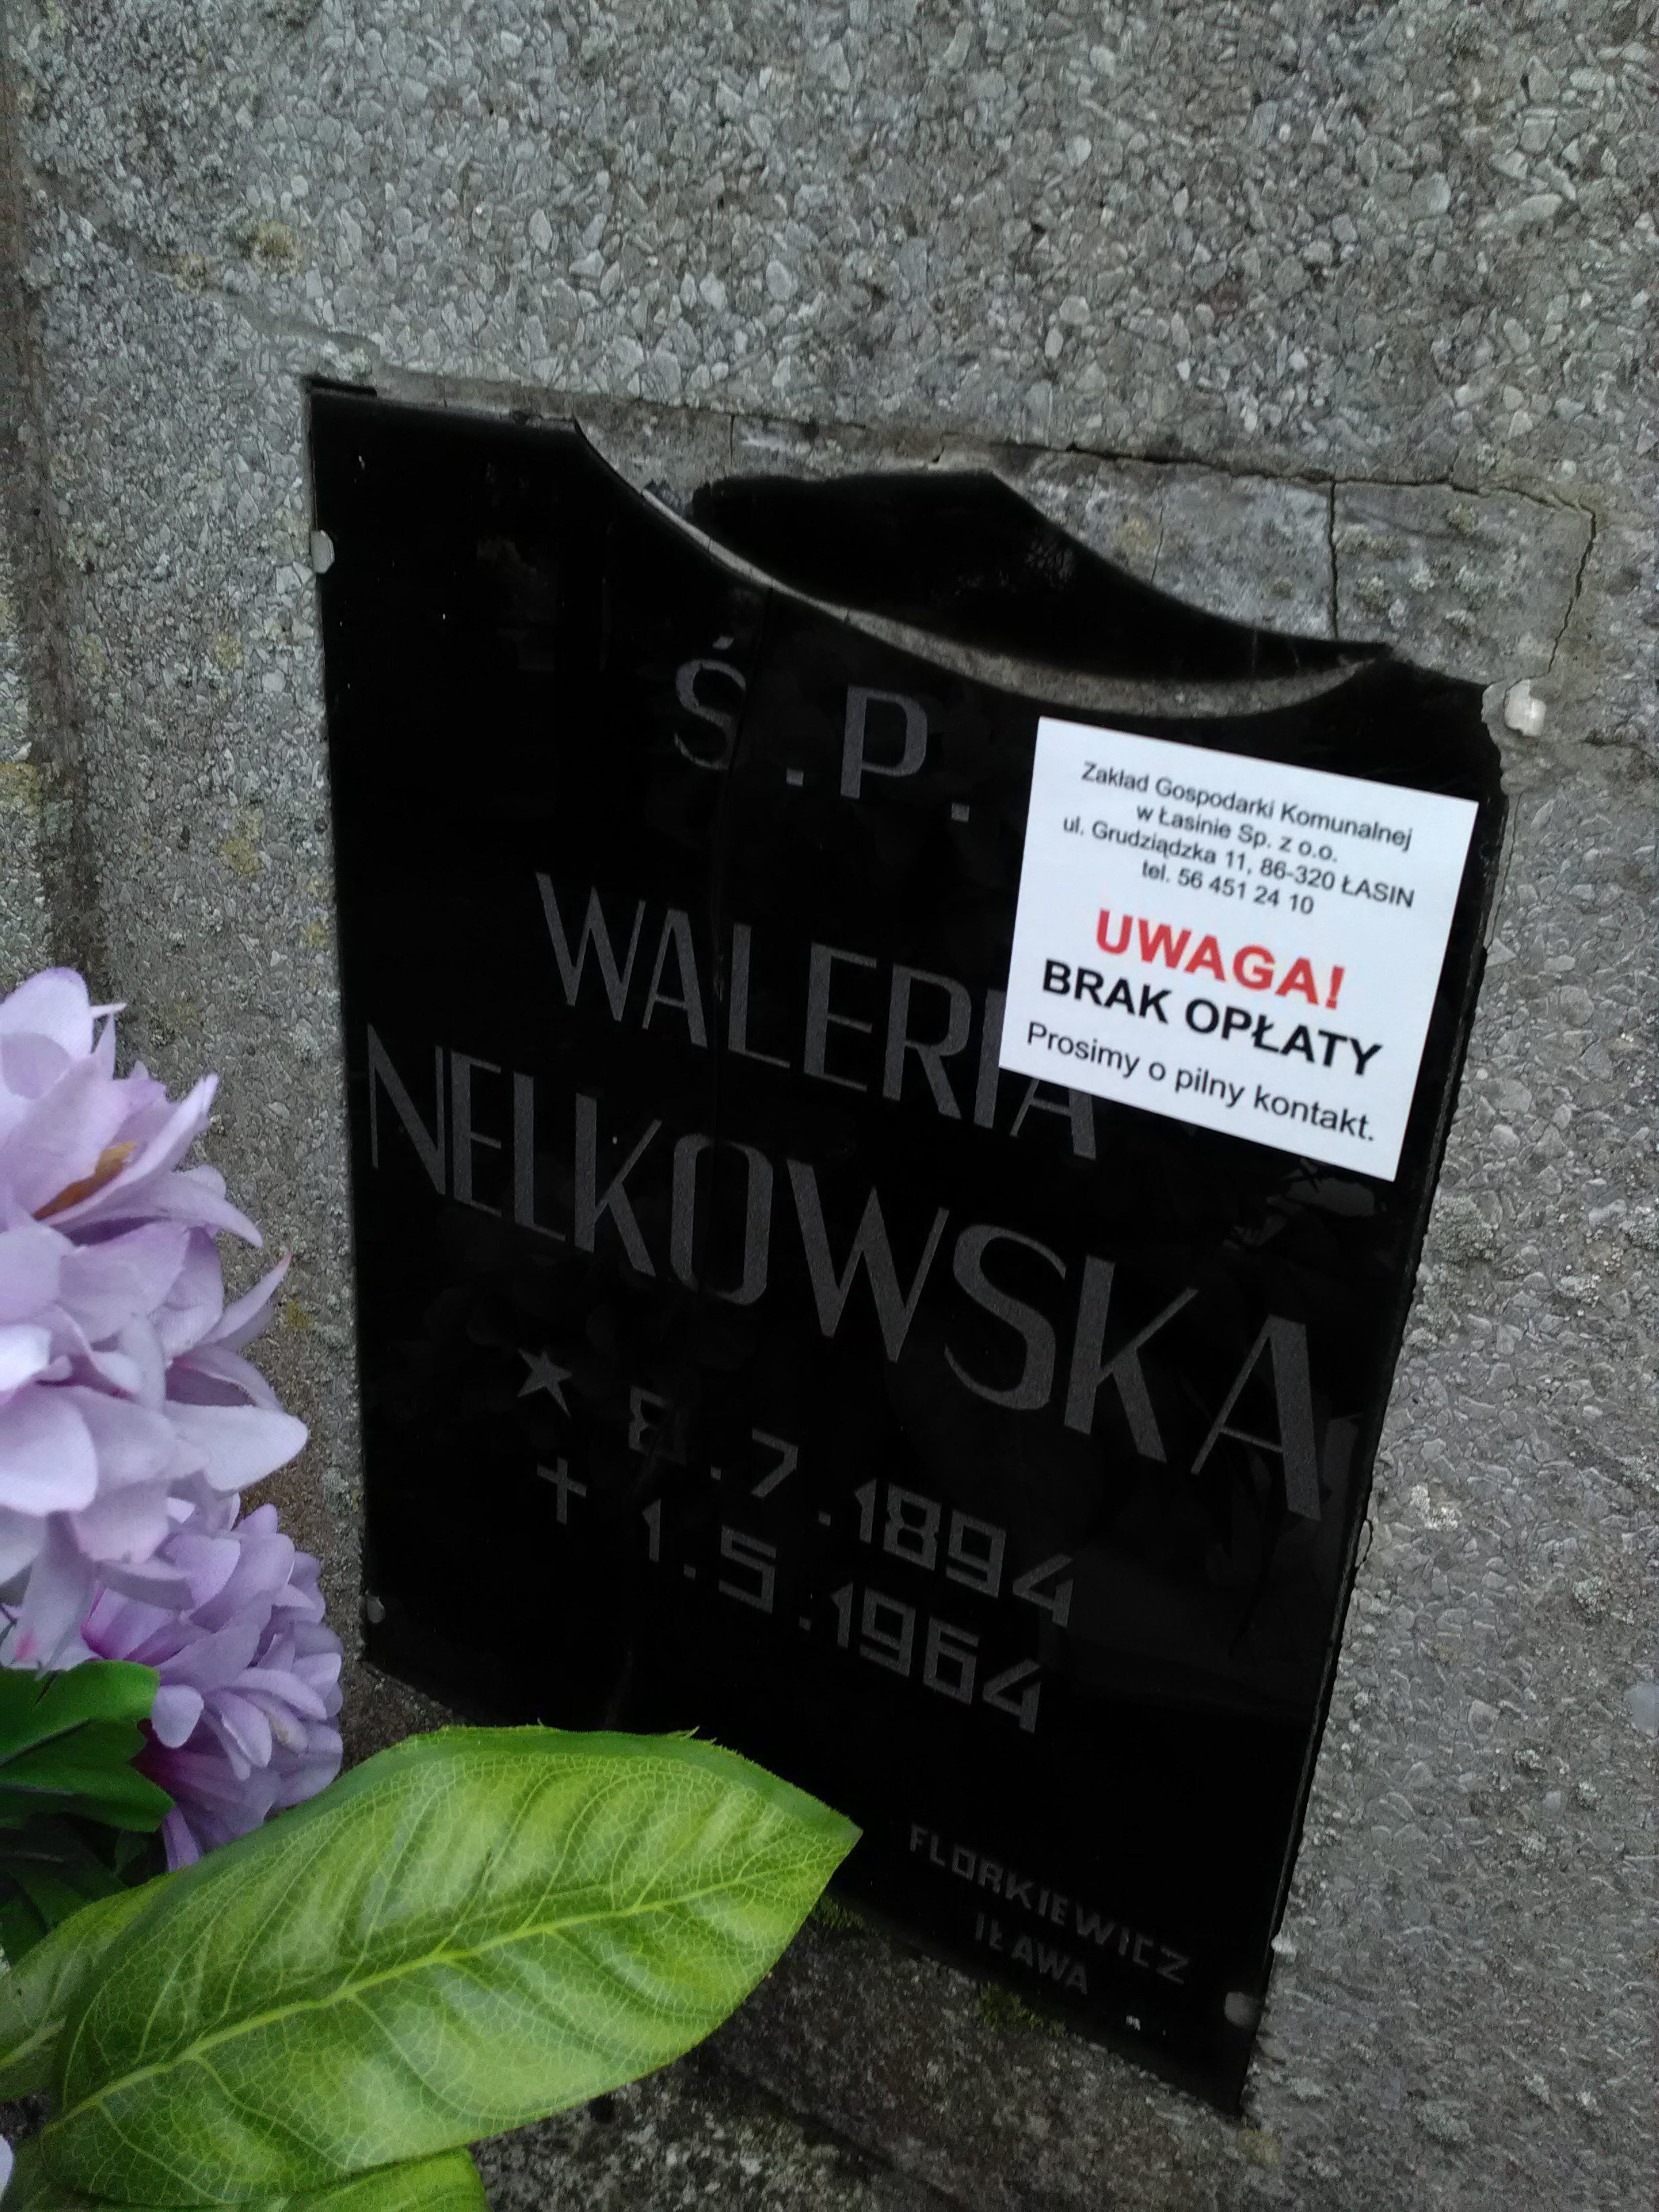 Ś.P.
WALERIA
NELKOWSKA
★ 8.7.1894
✝ 1.5.1964
FLORKIEWICZ
IŁAWA
Zakład Gospodarki Komunalnej
w Łasinie Sp. z o.o.
ul. Grudziądzka 11, 86-320 ŁASIN
tel. 56 451 24 10
UWAGA!
BRAK OPŁATY
Prosimy o pilny kontakt.